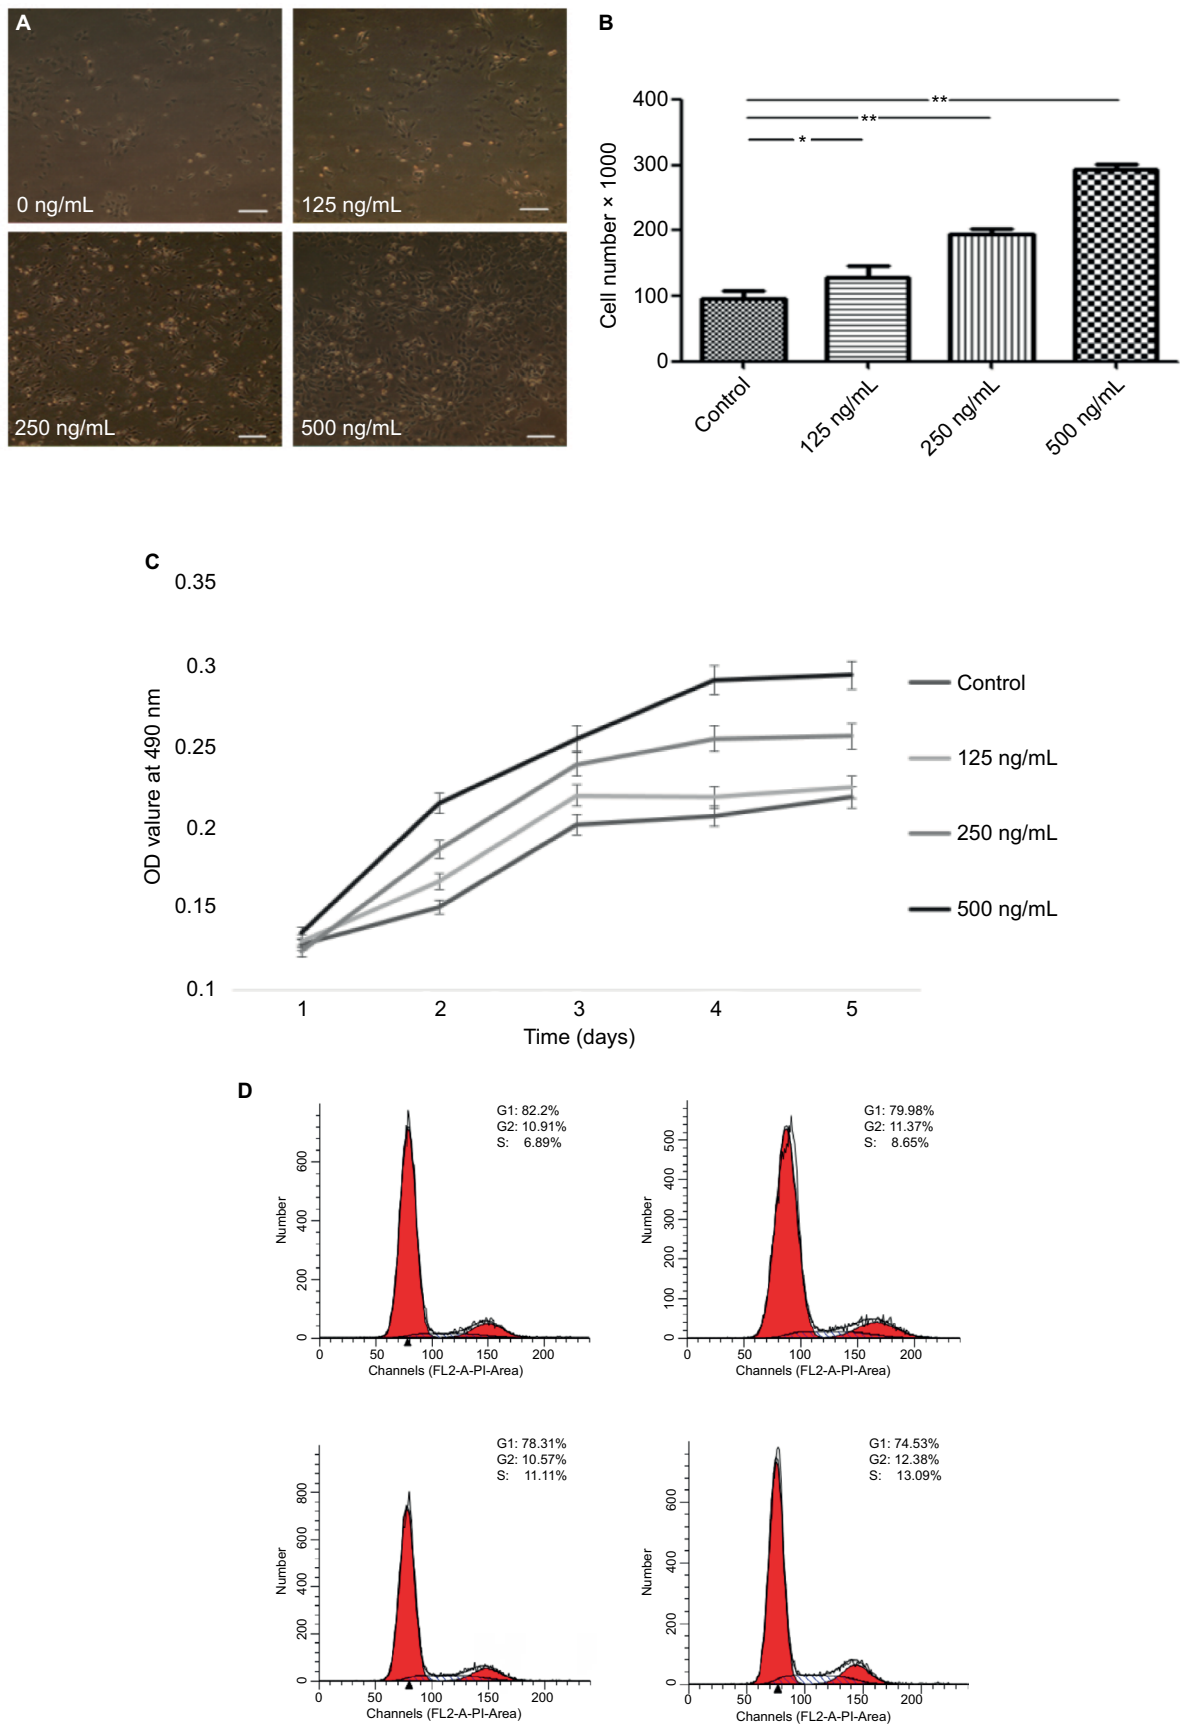 A
0 ng/mL
125 ng/mL
250 ng/mL
500 ng/mL
B
Cell number × 1000
400
300
200
100
0
**
**
*
Control
125 ng/mL
250 ng/mL
500 ng/mL
C
OD valure at 490 nm
0.35
0.3
0.25
0.2
0.15
0.1
1 2 3 4 5
Time (days)
Control
125 ng/mL
250 ng/mL
500 ng/mL
D
G1: 82.2%
G2: 10.91%
S: 6.89%
Number
600
400
200
0
0 50 100 150 200
Channels (FL2-A-PI-Area)
G1: 79.98%
G2: 11.37%
S: 8.65%
Number
500
400
300
200
100
0
0 50 100 150 200
Channels (FL2-A-PI-Area)
G1: 78.31%
G2: 10.57%
S: 11.11%
Number
800
600
400
200
0
0 50 100 150 200
Channels (FL2-A-PI-Area)
G1: 74.53%
G2: 12.38%
S: 13.09%
Number
600
400
200
0
0 50 100 150 200
Channels (FL2-A-PI-Area)